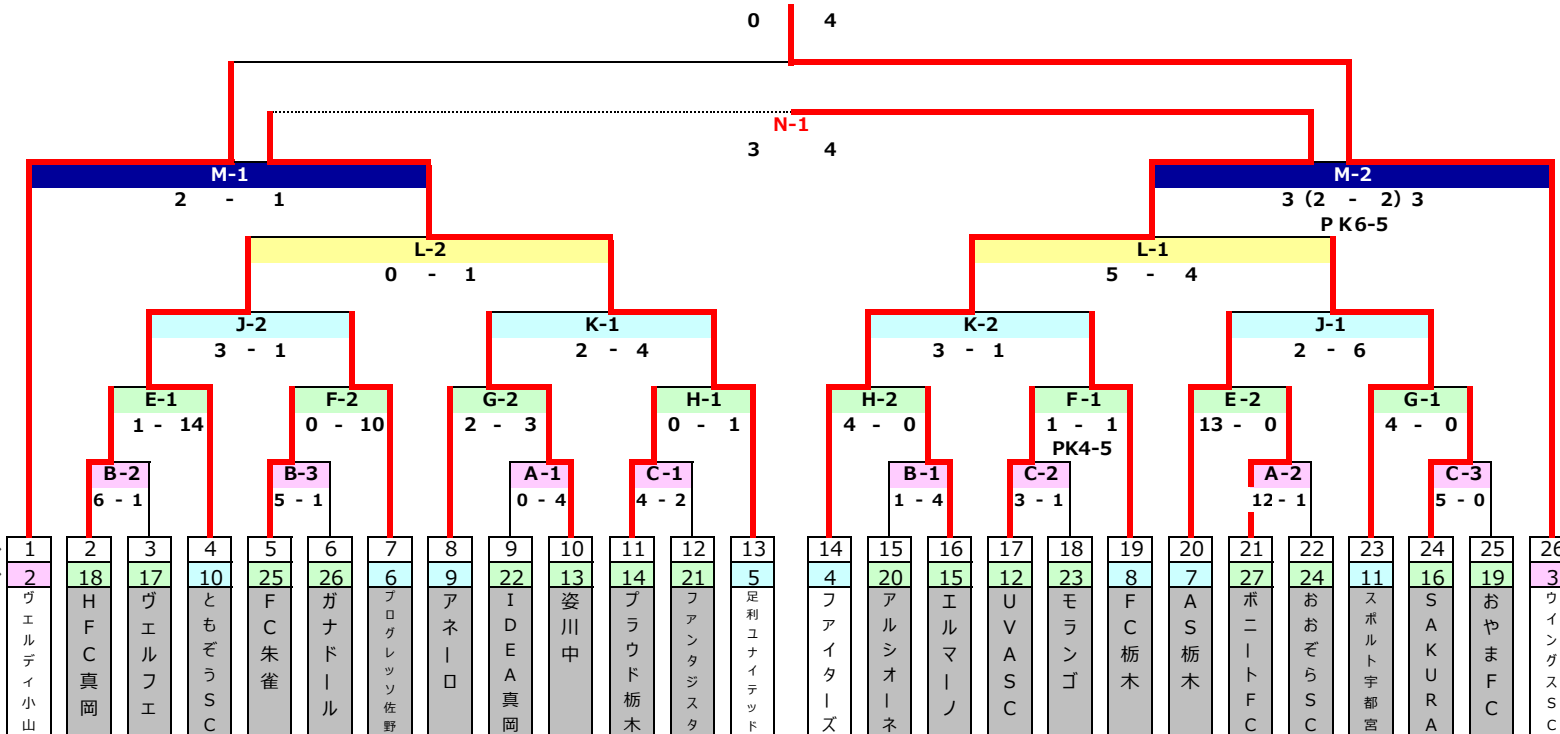 0 4
N-1
3 4
M-1 M-2
2 - 1 3 (2 - 2) 3
PK6-5
L-2 L-1
0 - 1 5 - 4
J-2 K-1 K-2 J-1
3 - 1 2 - 4 3 - 1 2 - 6
E-1 F-2 G-2 H-1 H-2 F-1 E-2 G-1
1 - 14 0 - 10 2 - 3 0 - 1 4 - 0 1 - 1 13 - 0 4 - 0
PK4-5
B-2 B-3 A-1 C-1 B-1 C-2 A-2 C-3
6 - 1 5 - 1 0 - 4 4 - 2 1 - 4 3 - 1 12 - 1 5 - 0
1 2 3 4 5 6 7 8 9 10 11 12 13 14 15 16 17 18 19 20 21 22 23 24 25 26
2 18 17 10 25 26 6 9 22 13 14 21 5 4 20 15 12 23 8 7 27 24 11 16 19 3
ヴェルディ小山
HFC真岡
ヴェルフェ
ともぞうSC
FC朱雀
ガナドール
プログレッソ佐野
アネーロ
IDEA真岡
姿川中
プラウド栃木
ファンタジスタ
足利ユナイテッド
ファイターズ
アルシオーネ
エルマーノ
UVASC
モランゴ
FC栃木
AS栃木
ボニートFC
おおぞらSC
スポルト宇都宮
SAKURA
おやまFC
ウイングスSC